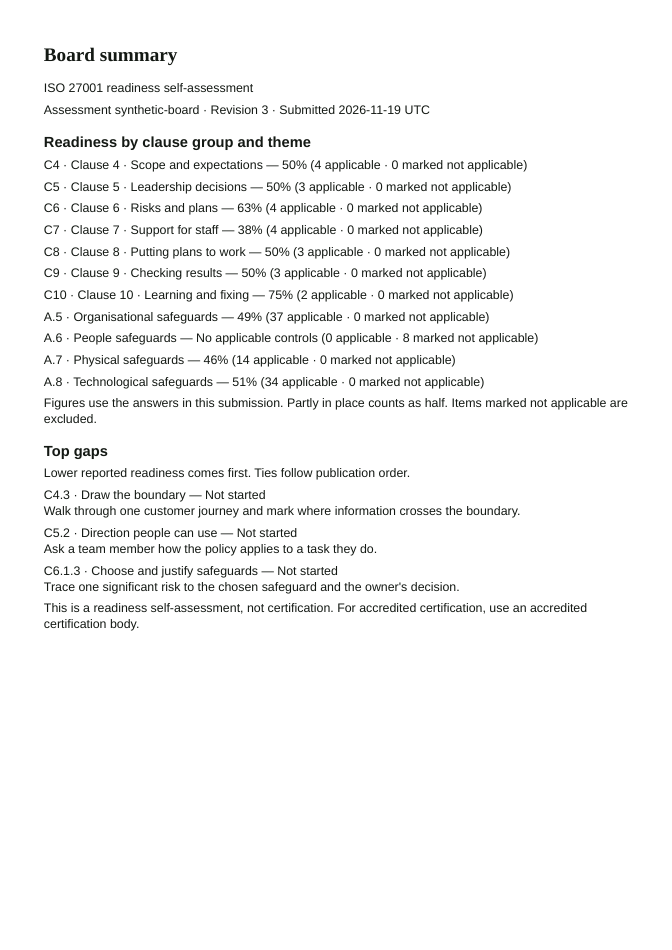 Board summary
ISO 27001 readiness self-assessment
Assessment synthetic-board · Revision 3 · Submitted 2026-11-19 UTC
Readiness by clause group and theme
C4 · Clause 4 · Scope and expectations — 50% (4 applicable · 0 marked not applicable)
C5 · Clause 5 · Leadership decisions — 50% (3 applicable · 0 marked not applicable)
C6 · Clause 6 · Risks and plans — 63% (4 applicable · 0 marked not applicable)
C7 · Clause 7 · Support for staff — 38% (4 applicable · 0 marked not applicable)
C8 · Clause 8 · Putting plans to work — 50% (3 applicable · 0 marked not applicable)
C9 · Clause 9 · Checking results — 50% (3 applicable · 0 marked not applicable)
C10 · Clause 10 · Learning and fixing — 75% (2 applicable · 0 marked not applicable)
A.5 · Organisational safeguards — 49% (37 applicable · 0 marked not applicable)
A.6 · People safeguards — No applicable controls (0 applicable · 8 marked not applicable)
A.7 · Physical safeguards — 46% (14 applicable · 0 marked not applicable)
A.8 · Technological safeguards — 51% (34 applicable · 0 marked not applicable)
Figures use the answers in this submission. Partly in place counts as half. Items marked not applicable are
excluded.
Top gaps
Lower reported readiness comes first. Ties follow publication order.
C4.3 · Draw the boundary — Not started
Walk through one customer journey and mark where information crosses the boundary.
C5.2 · Direction people can use — Not started
Ask a team member how the policy applies to a task they do.
C6.1.3 · Choose and justify safeguards — Not started
Trace one significant risk to the chosen safeguard and the owner's decision.
This is a readiness self-assessment, not certification. For accredited certification, use an accredited
certification body.